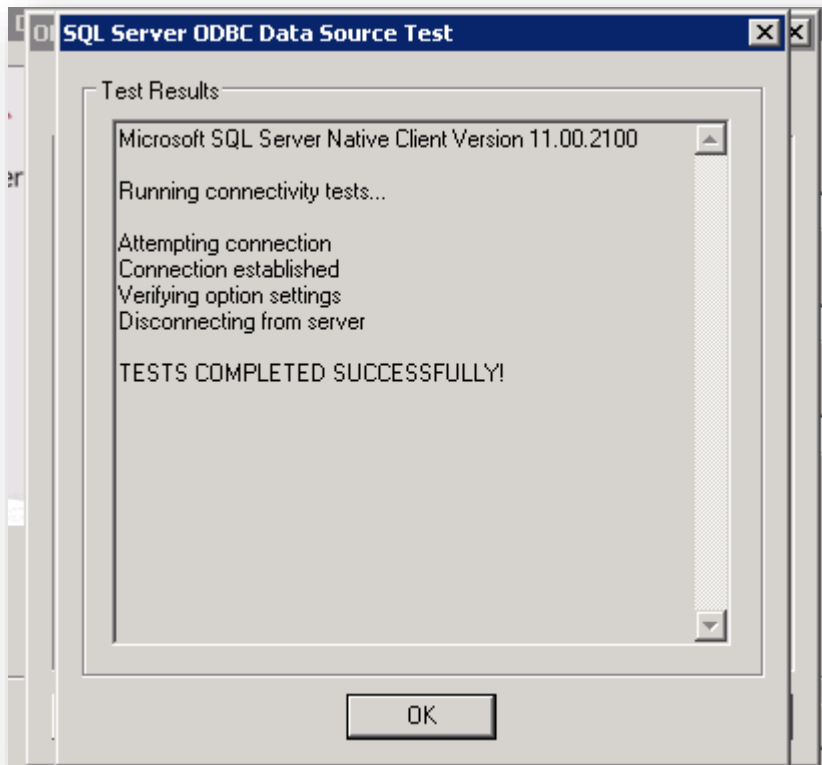 SQL Server ODBC Data Source Test
Test Results
Microsoft SQL Server Native Client Version 11.00.2100
Running connectivity tests...
Attempting connection
Connection established
Verifying option settings
Disconnecting from server
TESTS COMPLETED SUCCESSFULLY!
OK